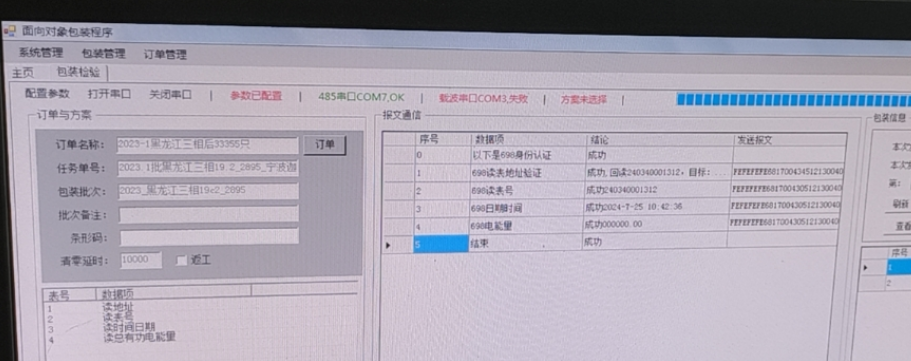 面向对象包装程序
系统管理 包装管理 订单管理
主页 包装检验
配置参数 打开串口 关闭串口 | 参数已配置 | 485串口COM7,OK | 载波串口COM3,失败 | 方案未选择 |
订单与方案
订单名称: 2023-1黑龙江三相后33355只 订单
任务单号: 2023.1批黑龙江三相19.2_2895_宁波迦
包装批次: 2023_黑龙江三相19c2_2895
批次备注:
条形码:
清零延时: 10000 返工
表号 数据项
1 读地址
2 读表号
3 读时间日期
4 读总有功电能量
报文通信
序号 数据项 结论 发送报文
0 以下是698身份认证 成功
1 698读表地址验证 成功, 回读240340001312, 目标: ... FEFEFEFE681700434512130040
2 698读表号 成功240340001312 FEFEFEFE681700430512130040
3 698日期时间 成功2024-7-25 10:42:36 FEFEFEFE681700430512130040
4 698电能量 成功000000.00 FEFEFEFE681700430512130040
5 结束 成功
包装信息
本次
本次
刷新
查看
序号
1
2